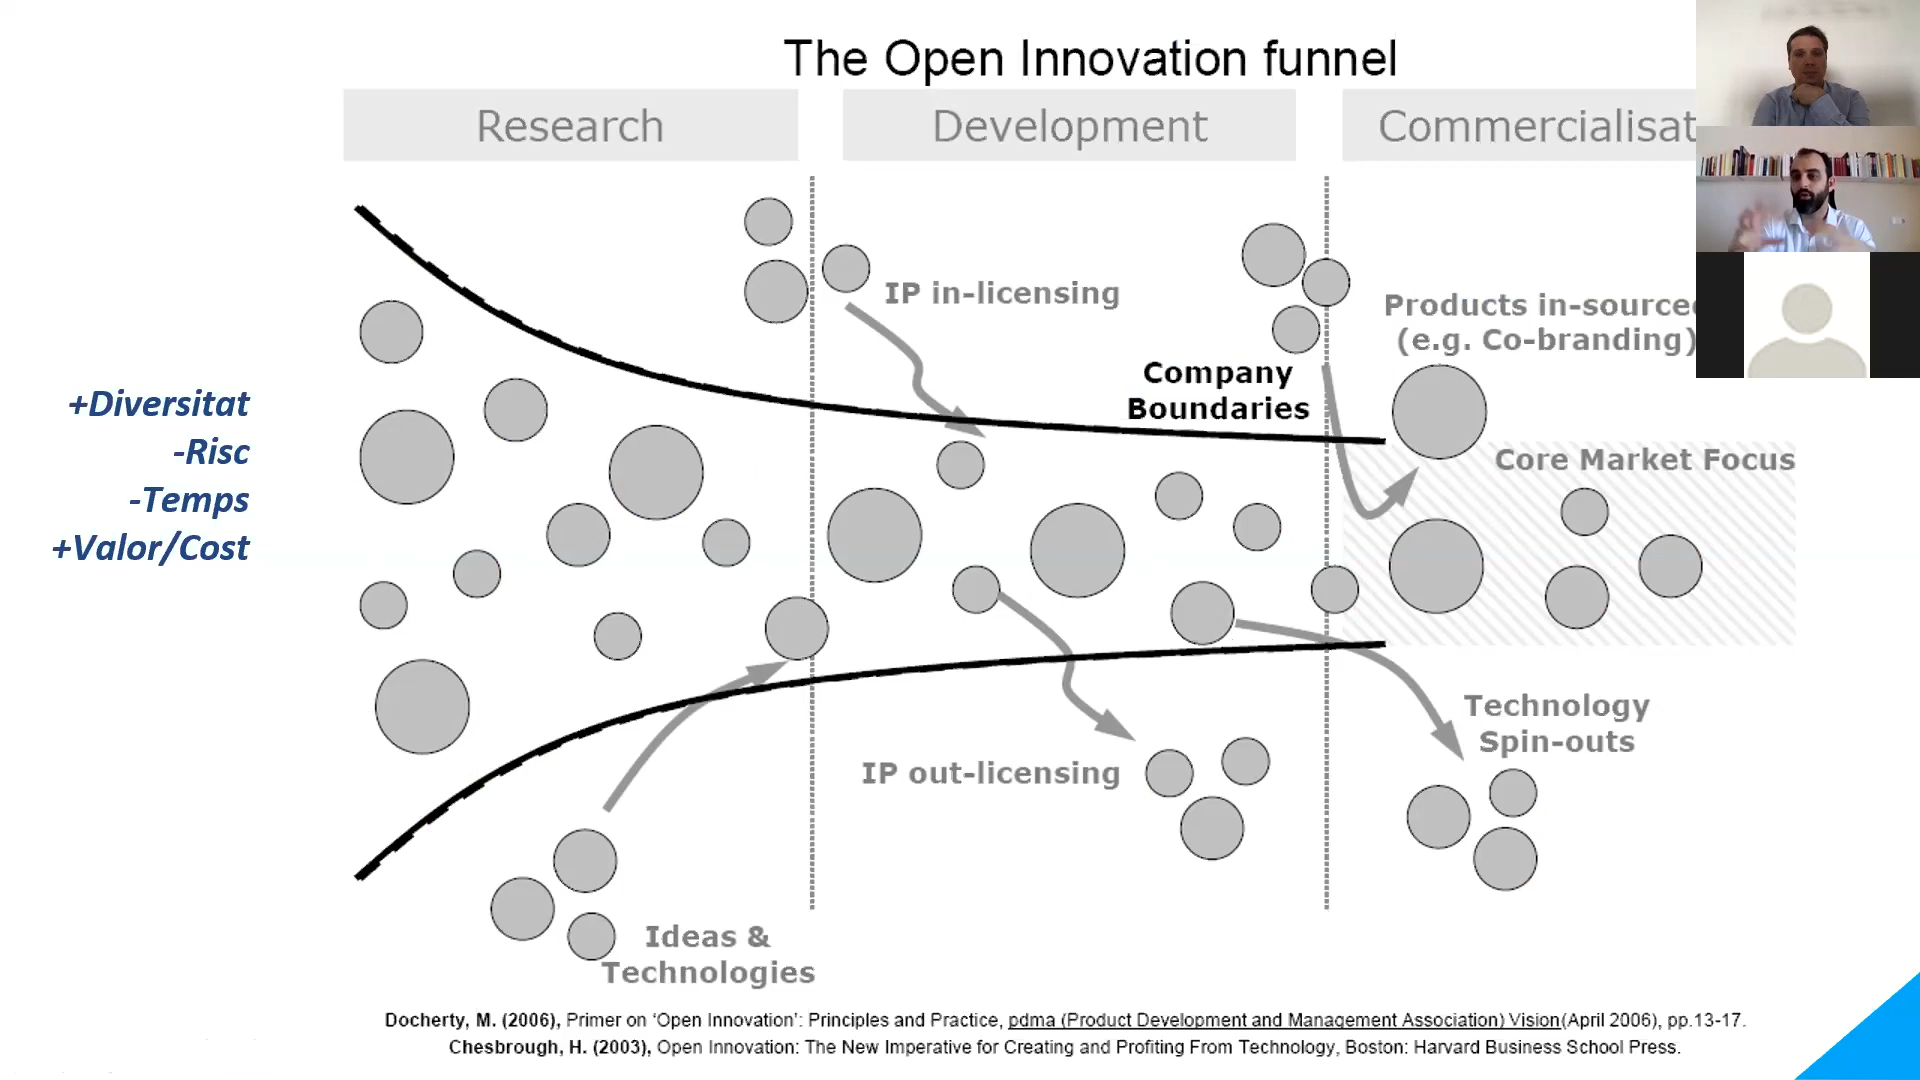 The Open Innovation funnel
Research
Development
Commercialisat
IP in-licensing
Products in-source
(e.g. Co-branding)
Company
Boundaries
+Diversitat
-Risc
-Temps
+Valor/Cost
Core Market Focus
Technology
Spin-outs
IP out-licensing
Ideas &
Technologies
Docherty, M. (2006), Primer on ‘Open Innovation’: Principles and Practice, pdma (Product Development and Management Association) Vision(April 2006), pp.13-17.
Chesbrough, H. (2003), Open Innovation: The New Imperative for Creating and Profiting From Technology, Boston: Harvard Business School Press.